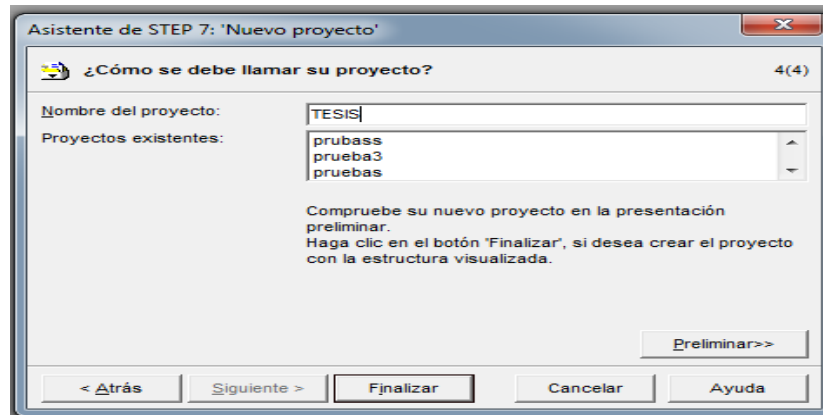 Asistente de STEP 7: 'Nuevo proyecto'
¿Cómo se debe llamar su proyecto? 4(4)
Nombre del proyecto: TESIS
Proyectos existentes: prubass
prueba3
pruebas
Compruebe su nuevo proyecto en la presentación
preliminar.
Haga clic en el botón 'Finalizar', si desea crear el proyecto
con la estructura visualizada.
Preliminar>>
< Atrás Siguiente > Finalizar Cancelar Ayuda